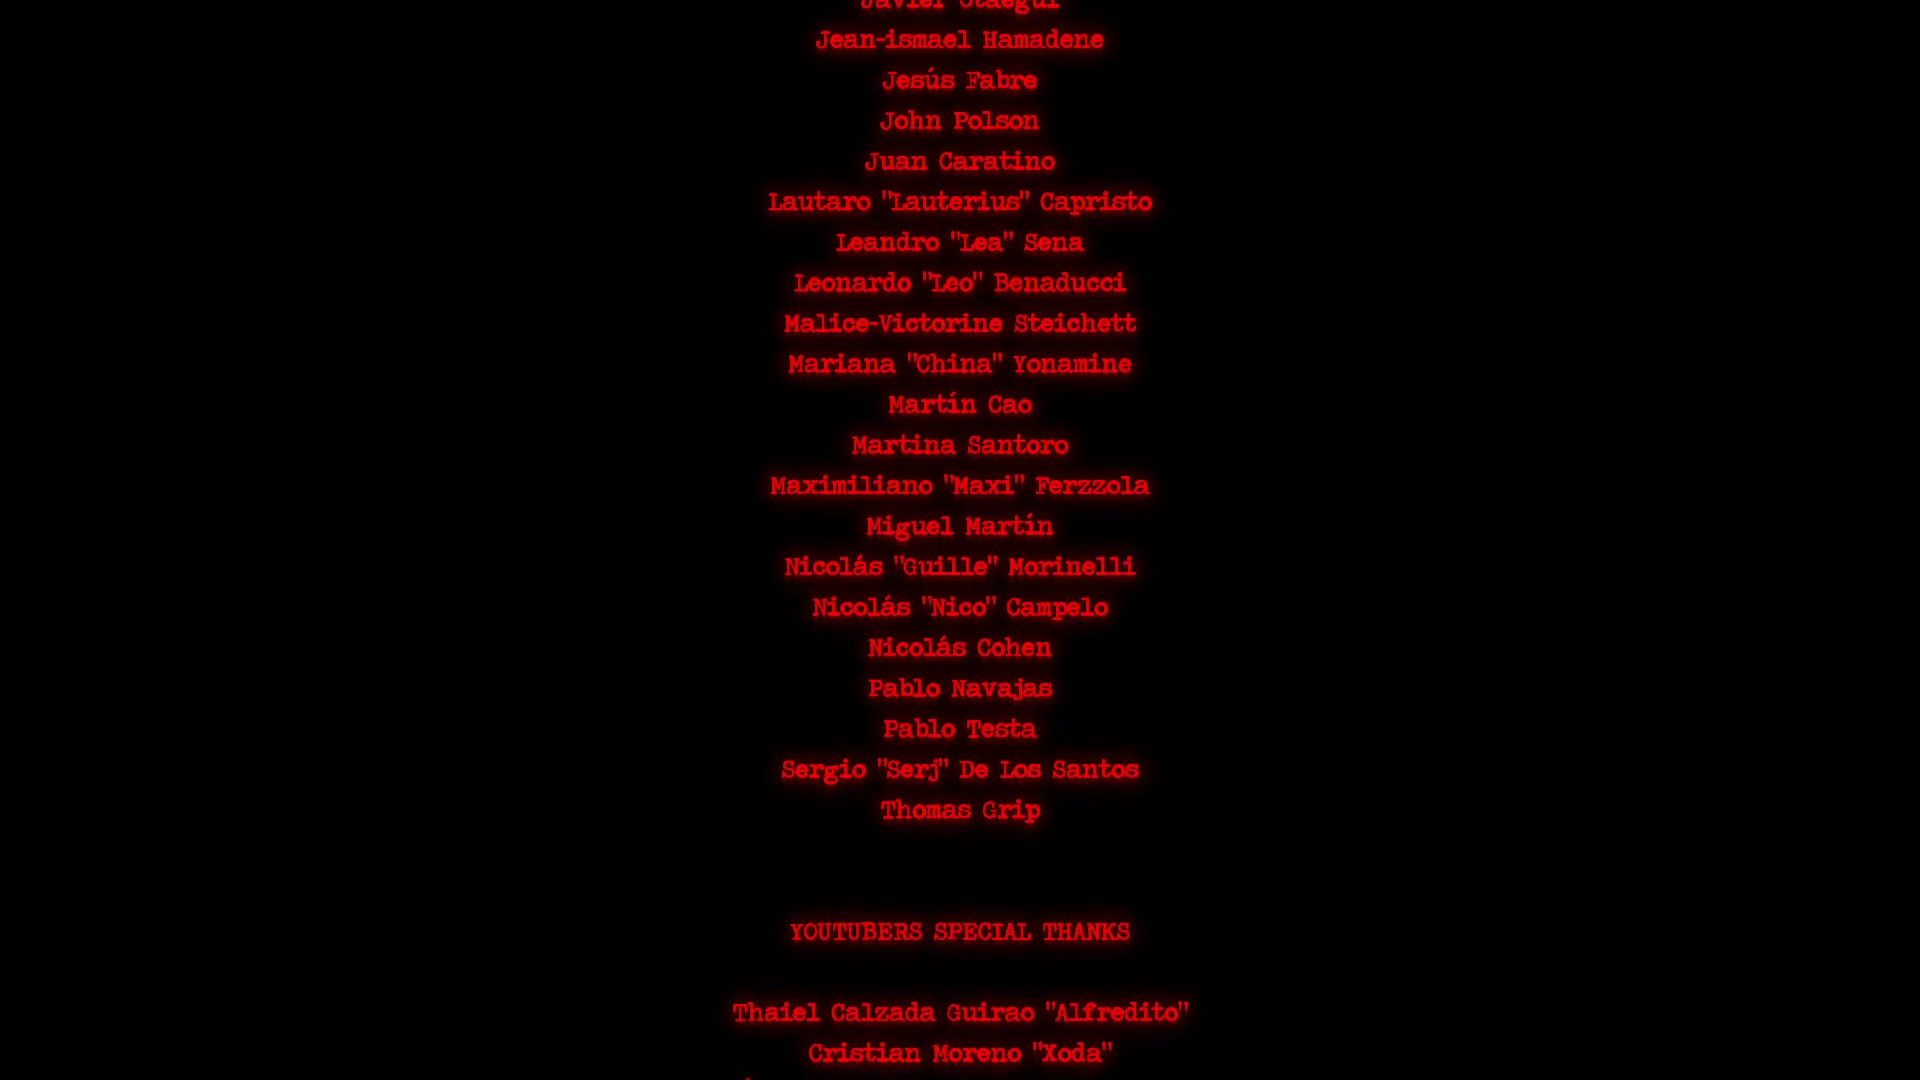 Javier Otaegui
Jean-ismael Hamadene
Jesús Fabre
John Polson
Juan Caratino
Lautaro "Lauterius" Capristo
Leandro "Lea" Sena
Leonardo "Leo" Benaducci
Malice-Victorine Steichett
Mariana "China" Yonamine
Martín Cao
Martina Santoro
Maximiliano "Maxi" Ferzzola
Miguel Martín
Nicolás "Guille" Morinelli
Nicolás "Nico" Campelo
Nicolás Cohen
Pablo Navajas
Pablo Testa
Sergio "Serj" De Los Santos
Thomas Grip
YOUTUBERS SPECIAL THANKS
Thaiel Calzada Guirao "Alfredito"
Cristian Moreno "Xoda"